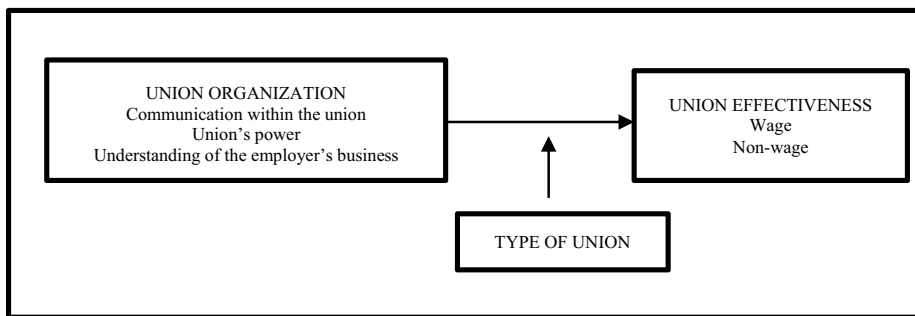 UNION ORGANIZATION
Communication within the union
Union’s power
Understanding of the employer’s business
UNION EFFECTIVENESS
Wage
Non-wage
TYPE OF UNION